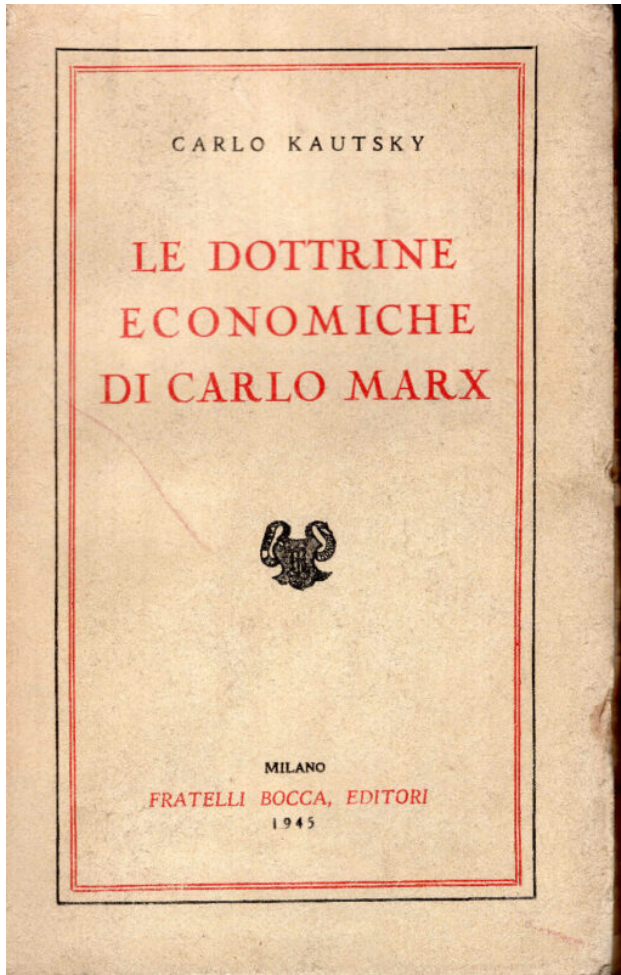 CARLO KAUTSKY
LE DOTTRINE
ECONOMICHE
DI CARLO MARX
MILANO
FRATELLI BOCCA, EDITORI
1945